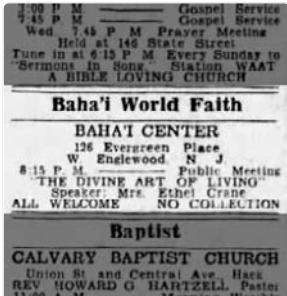 3:00 P M. Gospel Service
7:45 P. M. Gospel Service
Wed. 7.45 P M Prayer Meeting
Held at 146 State Street
Tune in at 6:15 P M Every Sunday to
"Sermons in Song," Station WAAT
A BIBLE LOVING CHURCH
Baha'i World Faith
BAHA'I CENTER
126 Evergreen Place
W. Englewood N. J.
8:15 P. M. Public Meeting
"THE DIVINE ART OF LIVING"
Speaker: Mrs. Ethel Crane
ALL WELCOME NO COLLECTION
Baptist
CALVARY BAPTIST CHURCH
Union St and Central Ave., Hack
REV HOWARD G HARTZELL Pastor
11:00 A M